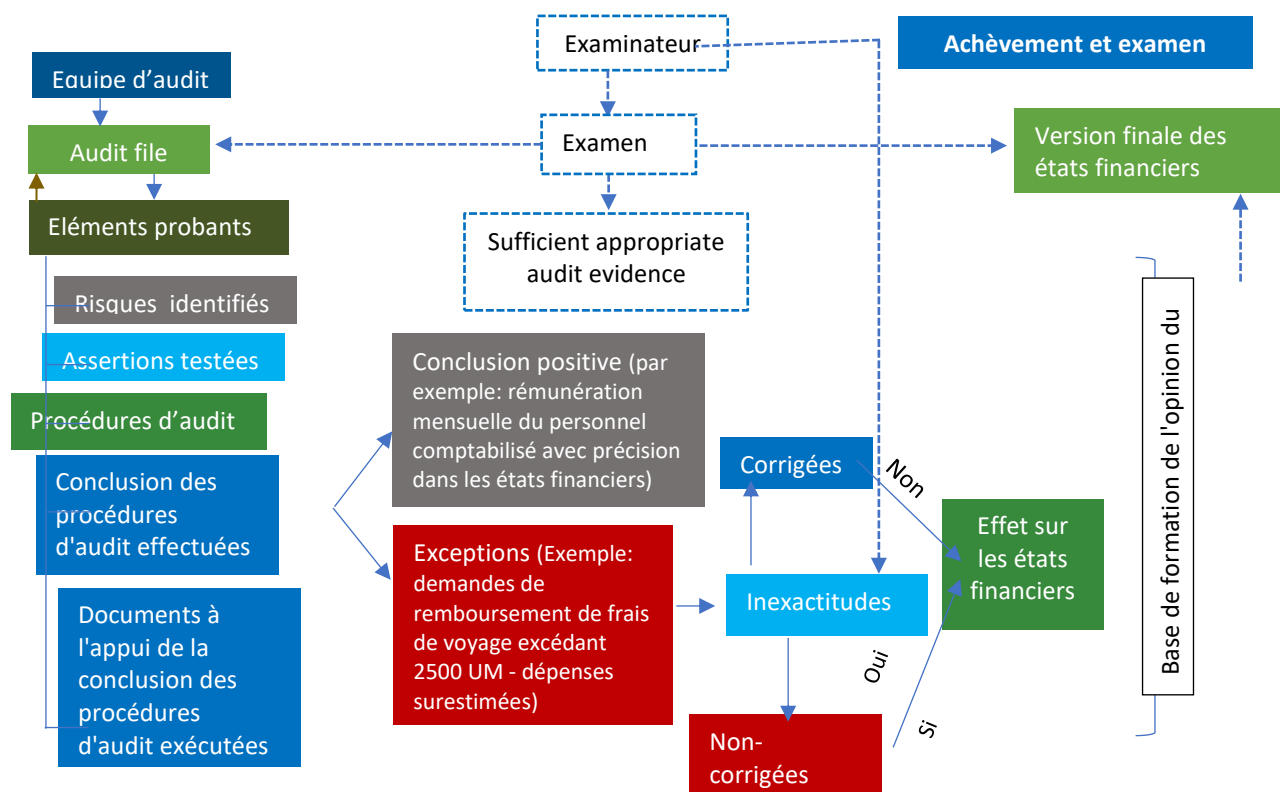 Examinateur
Achèvement et examen
Equipe d'audit
Audit file
Examen
Version finale des
états financiers
Eléments probants
Sufficient appropriate
audit evidence
Risques identifiés
Assertions testées
Procédures d'audit
Conclusion des
procédures
d'audit effectuées
Documents à
l'appui de la
conclusion des
procédures
d'audit exécutées
Conclusion positive (par
exemple: rémunération
mensuelle du personnel
comptabilisé avec précision
dans les états financiers)
Exceptions (Exemple:
demandes de
remboursement de frais
de voyage excédant
2500 UM - dépenses
surestimées)
Corrigées
Non
Inexactitudes
Oui
Non-
corrigées
Si
Effet sur
les états
financiers
Base de formation de l'opinion du